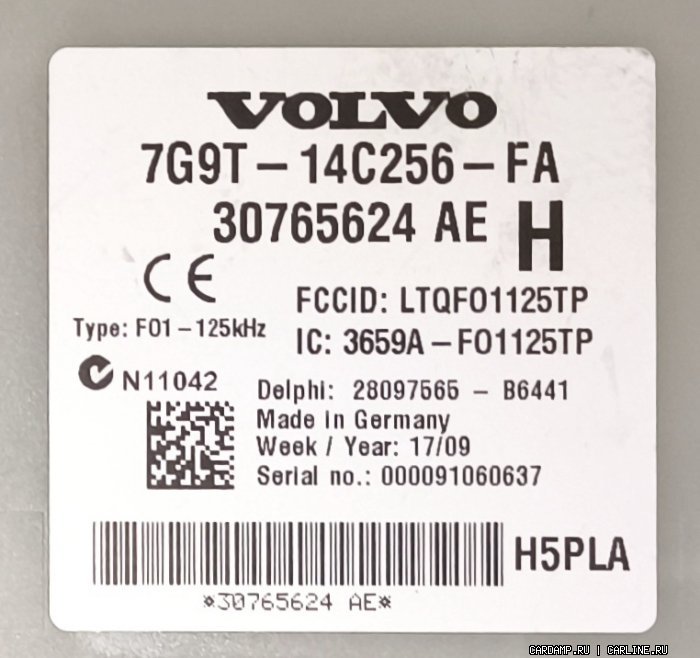 VOLVO
7G9T-14C256-FA
30765624 AE H
CE
FCCID: LTQFO1125TP
Type: F01-125kHz
IC: 3659A-FO1125TP
N11042
Delphi: 28097565 - B6441
Made in Germany
Week / Year: 17/09
Serial no.: 000091060637
H5PLA
*30765624 AE*
CARDAMP.RU | CARLINE.RU